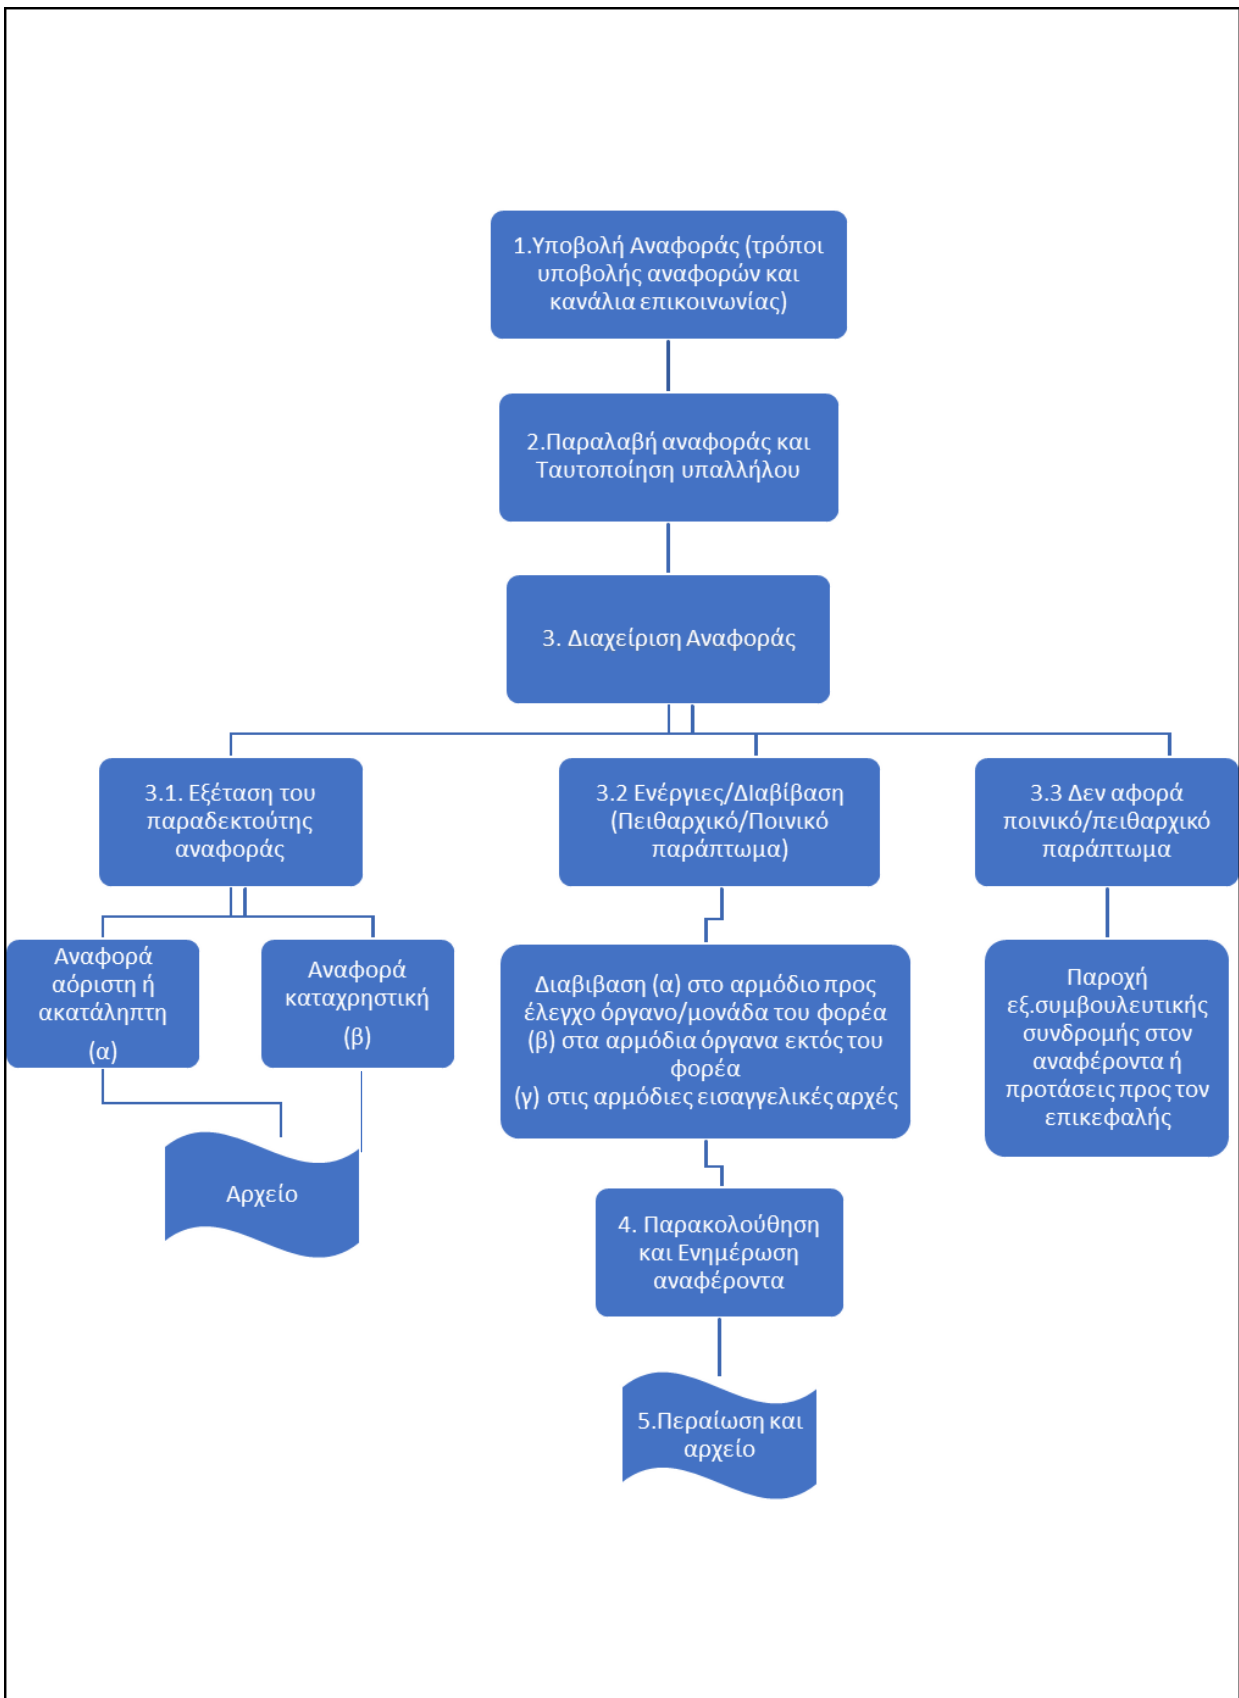 1.Υποβολή Αναφοράς (τρόποι
υποβολής αναφορών και
κανάλια επικοινωνίας)
2.Παραλαβή αναφοράς και
Ταυτοποίηση υπαλλήλου
3. Διαχείριση Αναφοράς
3.1. Εξέταση του
παραδεκτούτης
αναφοράς
3.2 Ενέργιες/ΔΙαβίβαση
(Πειθαρχικό/Ποινικό
παράπτωμα)
3.3 Δεν αφορά
ποινικό/πειθαρχικό
παράπτωμα
Αναφορά
αόριστη ή
ακατάληπτη
(α)
Αναφορά
καταχρηστική
(β)
Διαβιβαση (α) στο αρμόδιο προς
έλεγχο όργανο/μονάδα του φορέα
(β) στα αρμόδια όργανα εκτός του
φορέα
(γ) στις αρμόδιες εισαγγελικές αρχές
Παροχή
εξ.συμβουλευτικής
συνδρομής στον
αναφέροντα ή
προτάσεις προς τον
επικεφαλής
Αρχείο
4. Παρακολούθηση
και Ενημέρωση
αναφέροντα
5.Περαίωση και
αρχείο